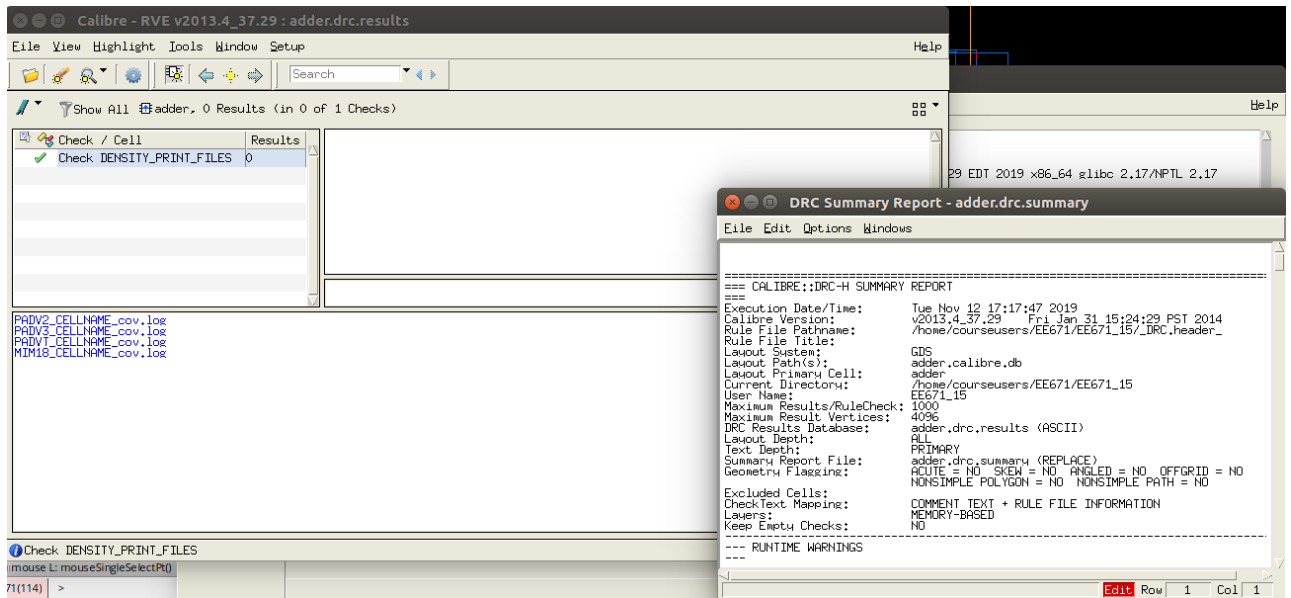 Calibre - RVE v2013.4_37.29 : adder.drc.results
File View Highlight Tools Window Setup Help
Search
Show All adder, 0 Results (in 0 of 1 Checks)
Check / Cell Results
Check DENSITY_PRINT_FILES 0
PADV2_CELLNAME_cov.log
PADV3_CELLNAME_cov.log
PADVT_CELLNAME_cov.log
MIM18_CELLNAME_cov.log
Check DENSITY_PRINT_FILES
mouse L: mouseSingleSelectPt()
71(114) >
Help
29 EDT 2019 x86_64 glibc 2.17/NPTL 2.17
DRC Summary Report - adder.drc.summary
File Edit Options Windows
==================================================================================
=== CALIBRE::DRC-H SUMMARY REPORT
===
Execution Date/Time: Tue Nov 12 17:17:47 2019
Calibre Version: v2013.4_37.29 Fri Jan 31 15:24:29 PST 2014
Rule File Pathname: /home/courseusers/EE671/EE671_15/_DRC.header_
Rule File Title:
Layout System: GDS
Layout Path(s): adder.calibre.db
Layout Primary Cell: adder
Current Directory: /home/courseusers/EE671/EE671_15
User Name: EE671_15
Maximum Results/RuleCheck: 1000
Maximum Result Vertices: 4096
DRC Results Database: adder.drc.results (ASCII)
Layout Depth: ALL
Text Depth: PRIMARY
Summary Report File: adder.drc.summary (REPLACE)
Geometry Flagging: ACUTE = NO SKEW = NO ANGLED = NO OFFGRID = NO
NONSIMPLE POLYGON = NO NONSIMPLE PATH = NO
Excluded Cells:
CheckText Mapping: COMMENT TEXT + RULE FILE INFORMATION
Layers: MEMORY-BASED
Keep Empty Checks: NO
----------------------------------------------------------------------------------
--- RUNTIME WARNINGS
---
Edit Row 1 Col 1